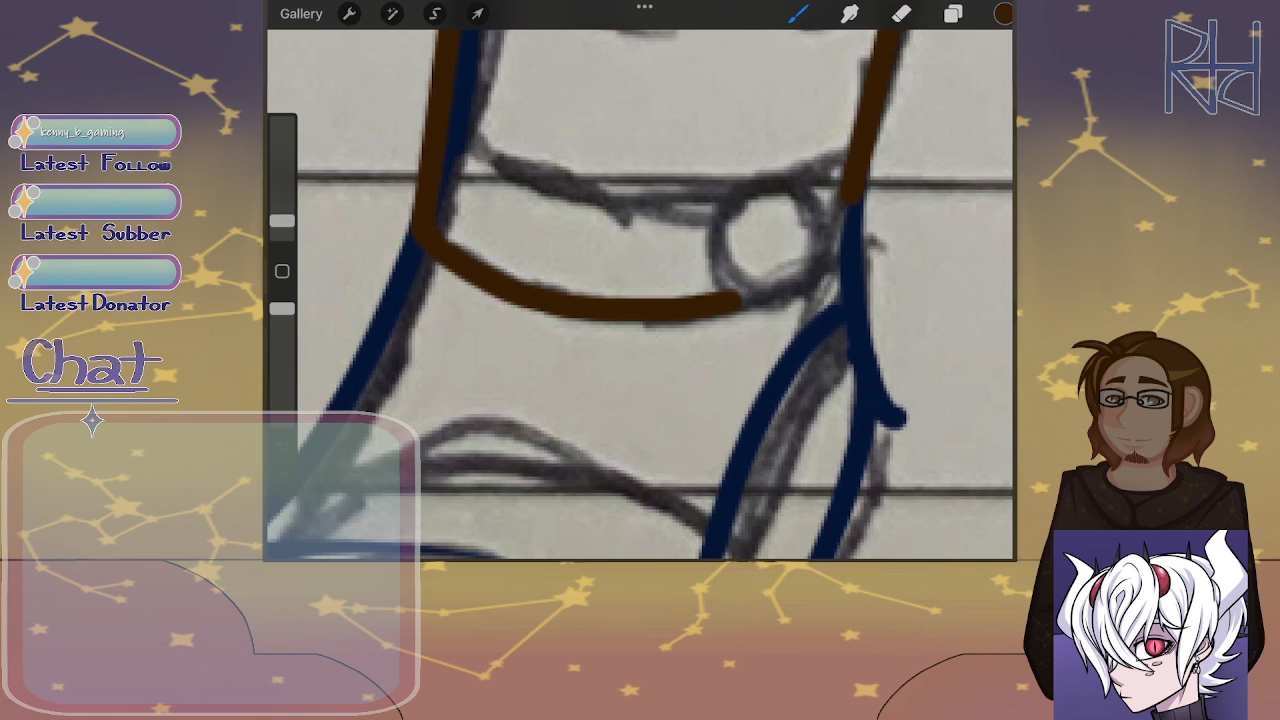 Gallery
kenny_b_gaming
Latest Follow
Latest Subber
Latest Donator
Chat